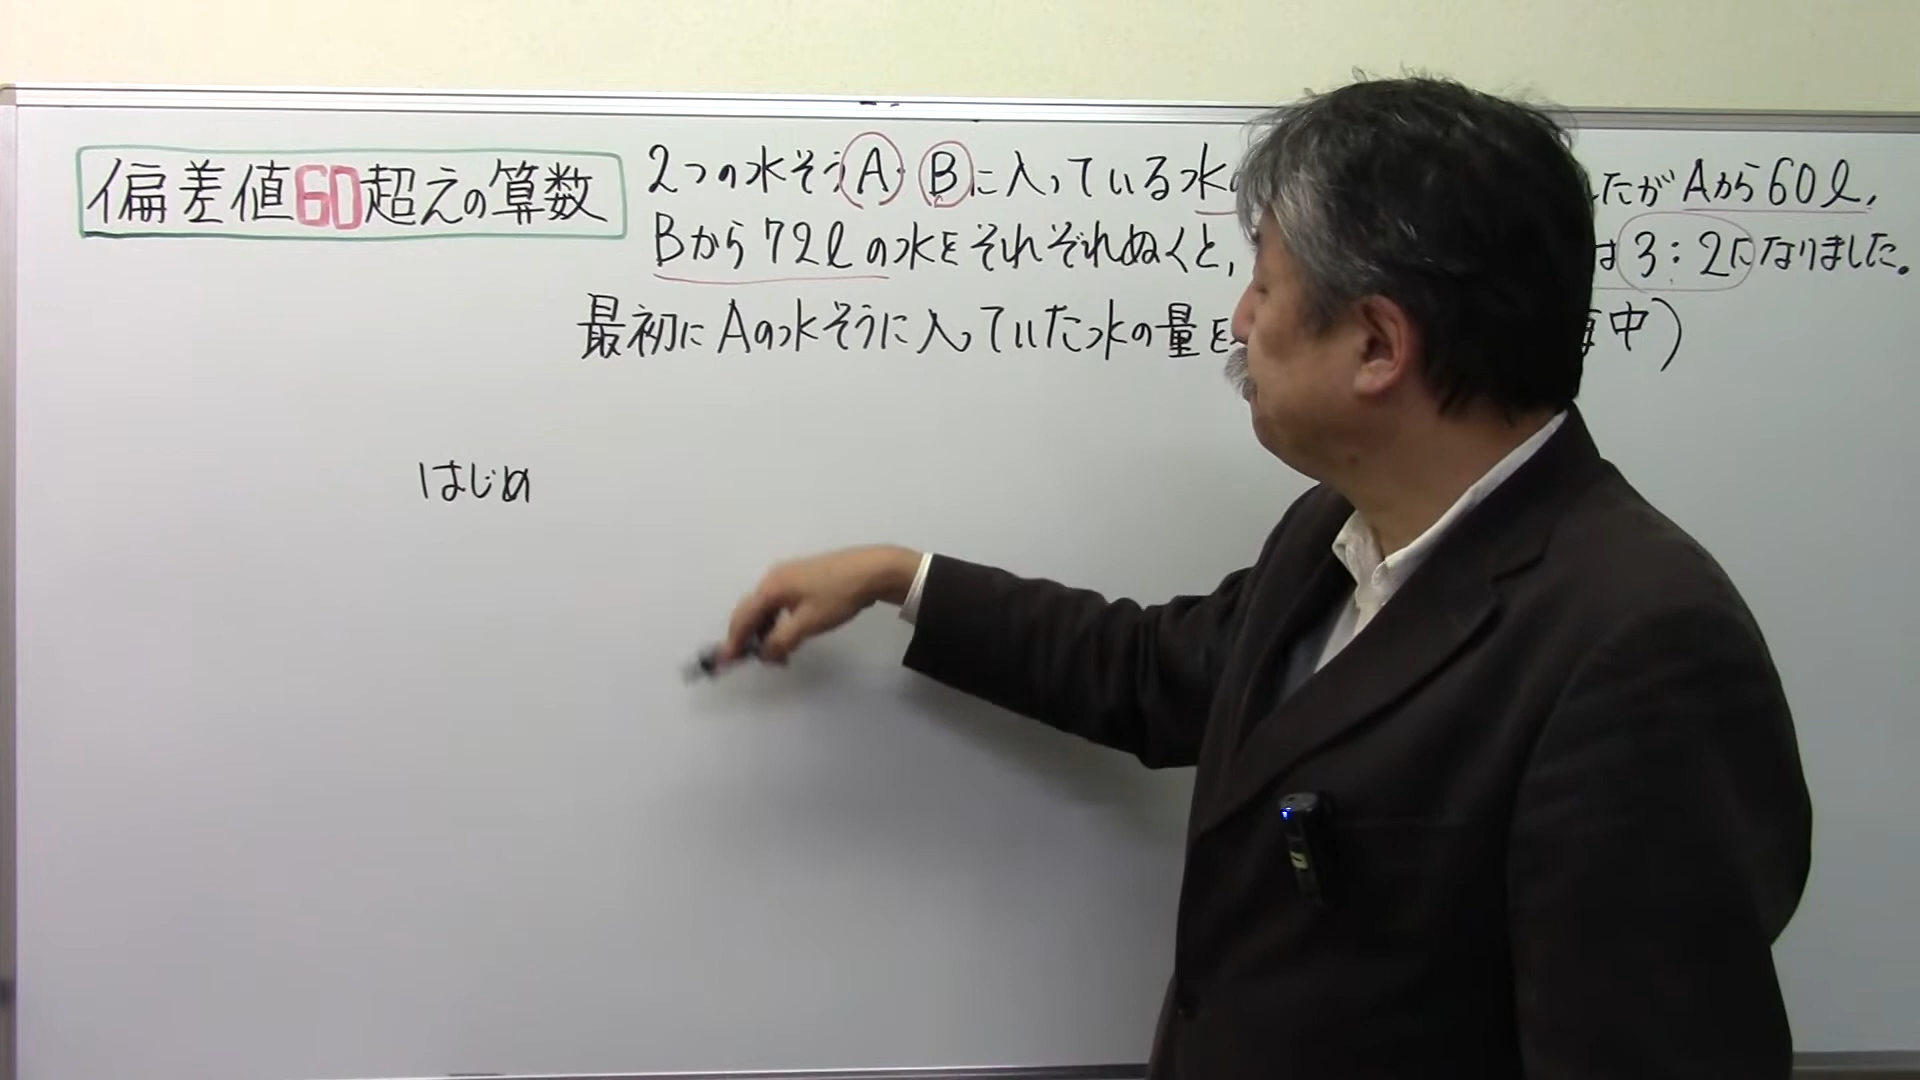 偏差値60超えの算数
2つの水そうA・Bに入っている水
したがAから60ℓ,
Bから72ℓの水をそれぞれぬくと,
は3:2になりました。
最初にAの水そうに入っていた水の量を
中)
はじめ